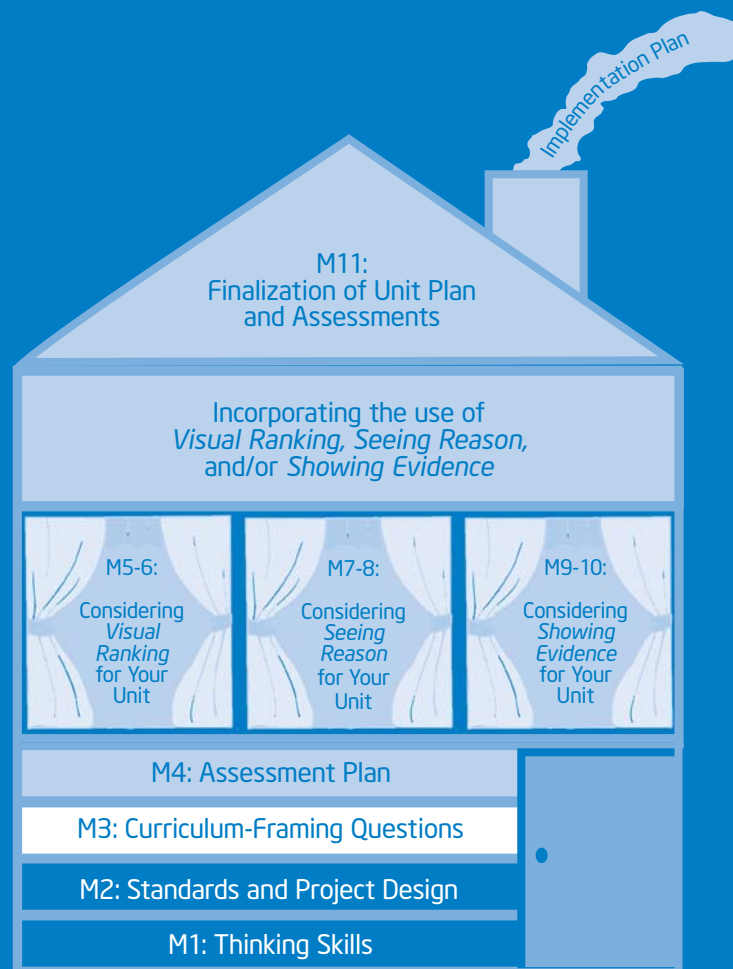 Implementation Plan
M11:
Finalization of Unit Plan
and Assessments
Incorporating the use of
Visual Ranking, Seeing Reason,
and/or Showing Evidence
M5-6:
Considering
Visual
Ranking
for Your
Unit
M7-8:
Considering
Seeing
Reason
for Your
Unit
M9-10:
Considering
Showing
Evidence
for Your
Unit
M4: Assessment Plan
M3: Curriculum-Framing Questions
M2: Standards and Project Design
M1: Thinking Skills